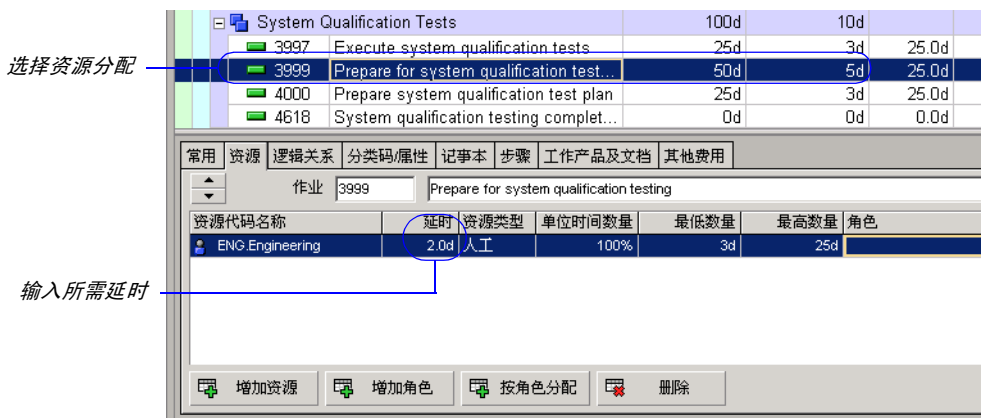 System Qualification Tests 100d 10d
3997 Execute system qualification tests 25d 3d 25.0d
选择资源分配
3999 Prepare for system qualification test... 50d 5d 25.0d
4000 Prepare system qualification test plan 25d 3d 25.0d
4618 System qualification testing complet... 0d 0d 0.0d
常用 资源 逻辑关系 分类码/属性 记事本 步骤 工作产品及文档 其他费用
作业 3999 Prepare for system qualification testing
资源代码名称 延时 资源类型 单位时间数量 最低数量 最高数量 角色
ENG.Engineering 2.0d 人工 100% 3d 25d
输入所需延时
增加资源 增加角色 按角色分配 删除